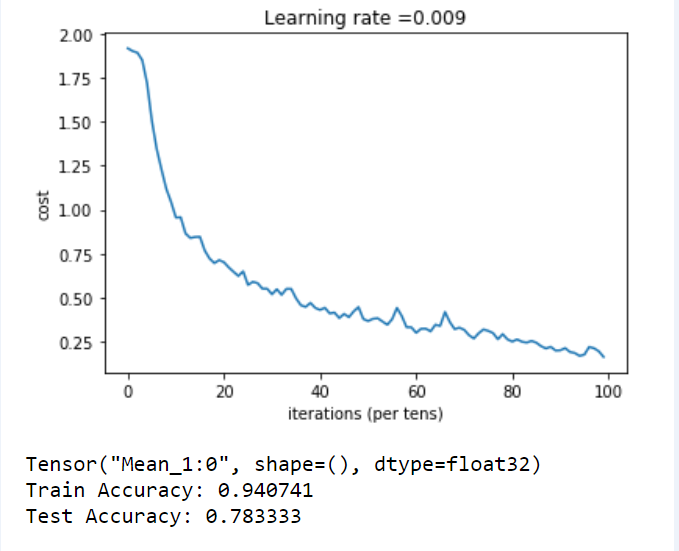 Learning rate =0.009
2.00
1.75
1.50
1.25
1.00
0.75
0.50
0.25
cost
0 20 40 60 80 100
iterations (per tens)
Tensor("Mean_1:0", shape=(), dtype=float32)
Train Accuracy: 0.940741
Test Accuracy: 0.783333